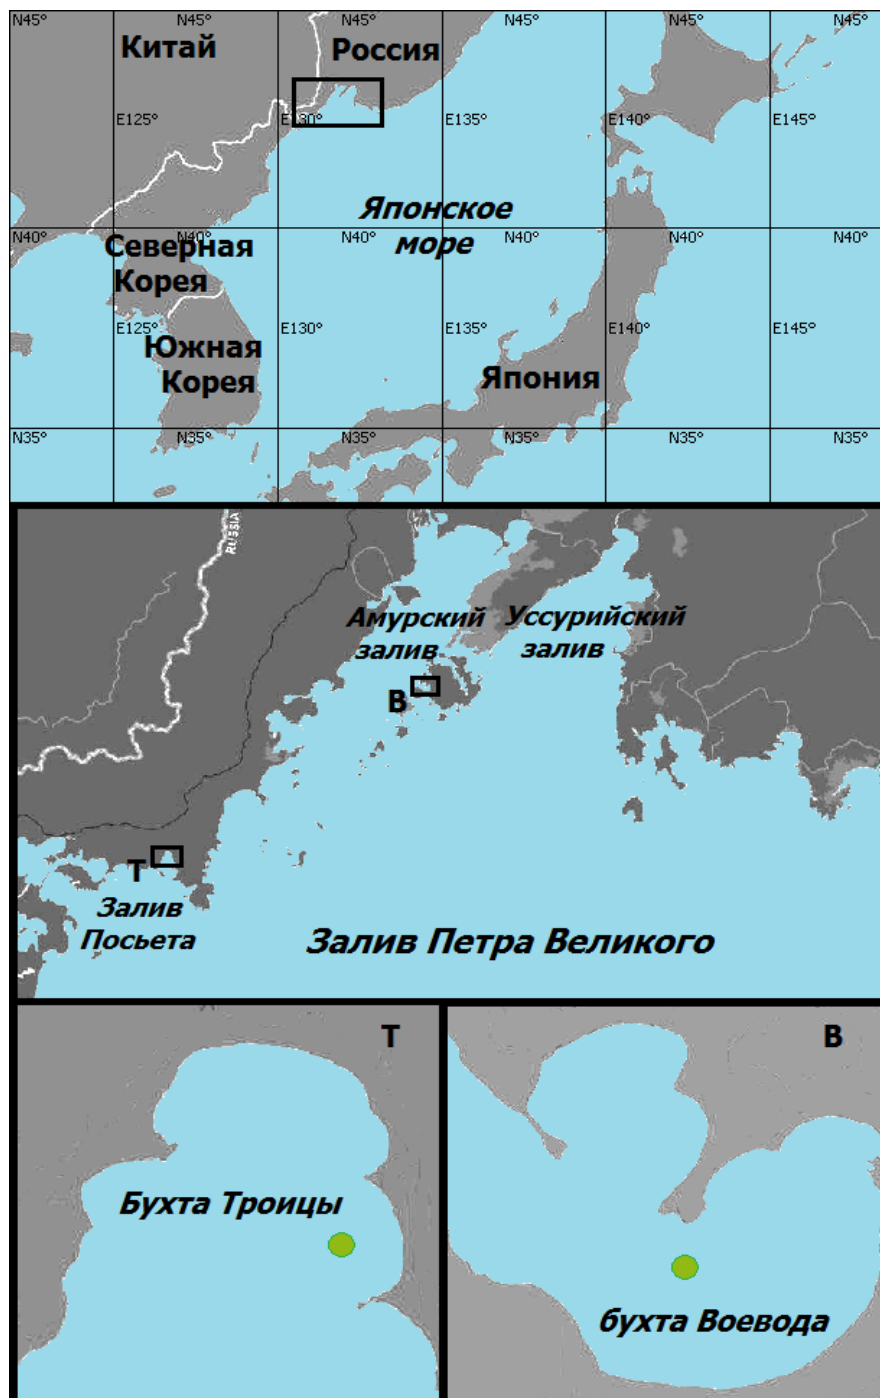 N45° N45° N45° N45° N45° N45°
Китай Россия
E125° E130° E135° E140° E145°
Японское
море
N40° N40° N40° N40° N40° N40°
Северная
Корея
E125° E130° E135° E140° E145°
Южная
Корея
Япония
N35° N35° N35° N35° N35° N35°
RUSSIA
Амурский
залив
Уссурийский
залив
В
Т
Залив
Посьета
Залив Петра Великого
Т
Бухта Троицы
В
бухта Воевода